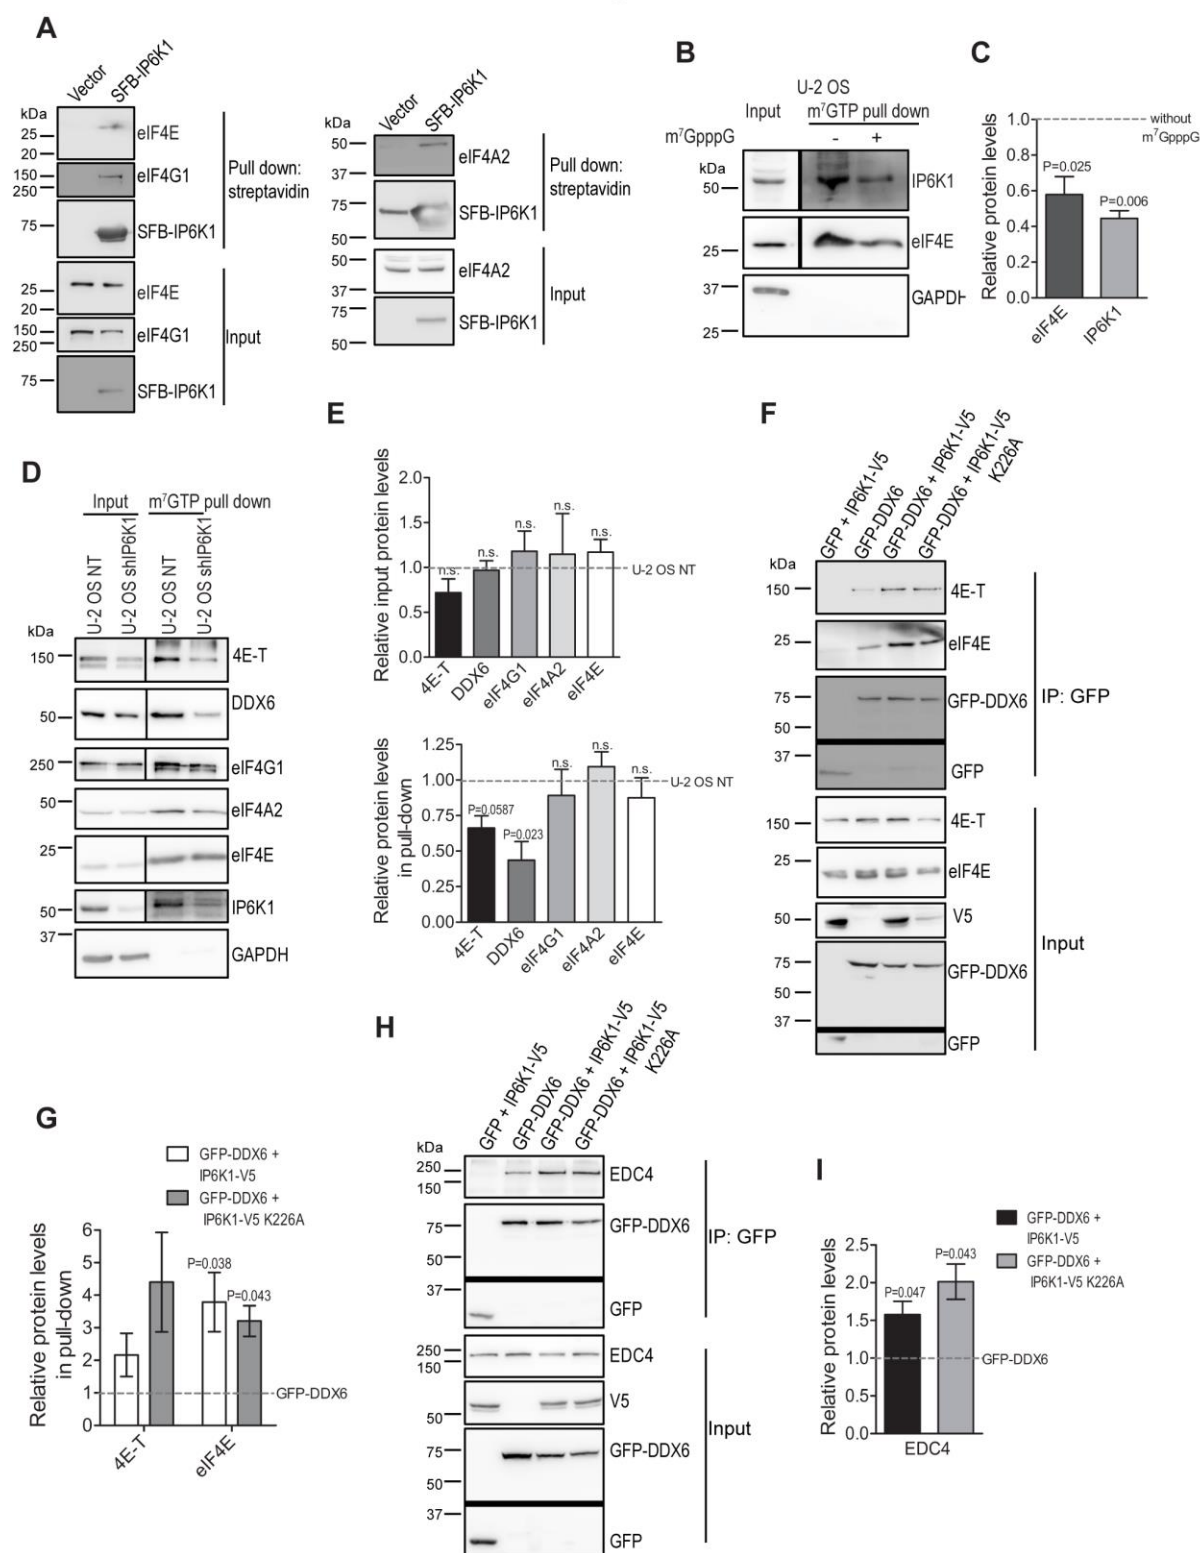 A
Vector
SFB-IP6K1
kDa
25
20
eIF4E
150
250
eIF4G1
75
SFB-IP6K1
Pull down:
streptavidin
25
20
eIF4E
150
250
eIF4G1
75
SFB-IP6K1
Input
Vector
SFB-IP6K1
kDa
50
37
eIF4A2
75
50
SFB-IP6K1
Pull down:
streptavidin
50
37
eIF4A2
75
50
SFB-IP6K1
Input
B
U-2 OS
Input
m⁷GTP pull down
m⁷GpppG
- +
kDa
50
IP6K1
25
eIF4E
37
25
GAPDH
C
Relative protein levels
1.0
0.8
0.6
0.4
0.2
0.0
without
m⁷GpppG
P=0.025
P=0.006
eIF4E
IP6K1
D
Input
m⁷GTP pull down
U-2 OS NT
U-2 OS shIP6K1
U-2 OS NT
U-2 OS shIP6K1
kDa
150
4E-T
50
DDX6
250
eIF4G1
50
eIF4A2
25
eIF4E
50
IP6K1
37
GAPDH
E
Relative input protein levels
2.0
1.5
1.0
0.5
0.0
n.s.
n.s.
n.s.
n.s.
n.s.
U-2 OS NT
4E-T
DDX6
eIF4G1
eIF4A2
eIF4E
Relative protein levels
in pull-down
1.25
1.00
0.75
0.50
0.25
0.00
P=0.0587
P=0.023
n.s.
n.s.
n.s.
U-2 OS NT
4E-T
DDX6
eIF4G1
eIF4A2
eIF4E
F
GFP + IP6K1-V5
GFP-DDX6
GFP-DDX6 + IP6K1-V5
GFP-DDX6 + IP6K1-V5
K226A
kDa
150
4E-T
25
eIF4E
75
50
GFP-DDX6
37
GFP
IP: GFP
150
4E-T
25
eIF4E
50
V5
75
50
37
GFP-DDX6
GFP
Input
G
GFP-DDX6 +
IP6K1-V5
GFP-DDX6 +
IP6K1-V5 K226A
Relative protein levels
in pull-down
6
5
4
3
2
1
0
P=0.038
P=0.043
GFP-DDX6
4E-T
eIF4E
H
GFP + IP6K1-V5
GFP-DDX6
GFP-DDX6 + IP6K1-V5
GFP-DDX6 + IP6K1-V5
K226A
kDa
250
150
EDC4
75
50
GFP-DDX6
37
GFP
IP: GFP
250
150
EDC4
50
V5
75
50
GFP-DDX6
37
GFP
Input
I
GFP-DDX6 +
IP6K1-V5
GFP-DDX6 +
IP6K1-V5 K226A
Relative protein levels
2.5
2.0
1.5
1.0
0.5
0.0
P=0.047
P=0.043
GFP-DDX6
EDC4